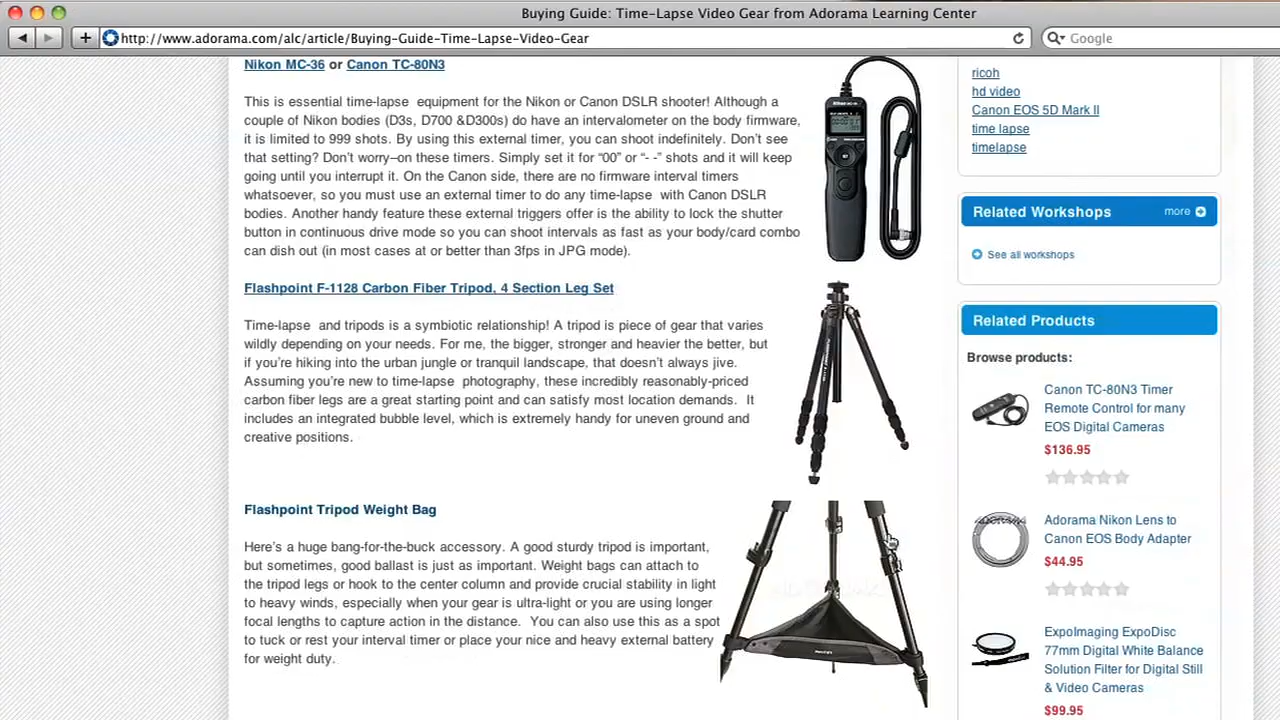 Buying Guide: Time-Lapse Video Gear from Adorama Learning Center
http://www.adorama.com/alc/article/Buying-Guide-Time-Lapse-Video-Gear
Google
Nikon MC-36 or Canon TC-80N3
This is essential time-lapse equipment for the Nikon or Canon DSLR shooter! Although a
couple of Nikon bodies (D3s, D700 &D300s) do have an intervalometer on the body firmware,
it is limited to 999 shots. By using this external timer, you can shoot indefinitely. Don't see
that setting? Don't worry–on these timers. Simply set it for “00” or “- -” shots and it will keep
going until you interrupt it. On the Canon side, there are no firmware interval timers
whatsoever, so you must use an external timer to do any time-lapse with Canon DSLR
bodies. Another handy feature these external triggers offer is the ability to lock the shutter
button in continuous drive mode so you can shoot intervals as fast as your body/card combo
can dish out (in most cases at or better than 3fps in JPG mode).
Flashpoint F-1128 Carbon Fiber Tripod, 4 Section Leg Set
Time-lapse and tripods is a symbiotic relationship! A tripod is piece of gear that varies
wildly depending on your needs. For me, the bigger, stronger and heavier the better, but
if you're hiking into the urban jungle or tranquil landscape, that doesn't always jive.
Assuming you're new to time-lapse photography, these incredibly reasonably-priced
carbon fiber legs are a great starting point and can satisfy most location demands. It
includes an integrated bubble level, which is extremely handy for uneven ground and
creative positions.
Flashpoint Tripod Weight Bag
Here's a huge bang-for-the-buck accessory. A good sturdy tripod is important,
but sometimes, good ballast is just as important. Weight bags can attach to
the tripod legs or hook to the center column and provide crucial stability in light
to heavy winds, especially when your gear is ultra-light or you are using longer
focal lengths to capture action in the distance. You can also use this as a spot
to tuck or rest your interval timer or place your nice and heavy external battery
for weight duty.
ricoh
hd video
Canon EOS 5D Mark II
time lapse
timelapse
Related Workshops
more
See all workshops
Related Products
Browse products:
Canon TC-80N3 Timer
Remote Control for many
EOS Digital Cameras
$136.95
Adorama Nikon Lens to
Canon EOS Body Adapter
$44.95
ExpoImaging ExpoDisc
77mm Digital White Balance
Solution Filter for Digital Still
& Video Cameras
$99.95